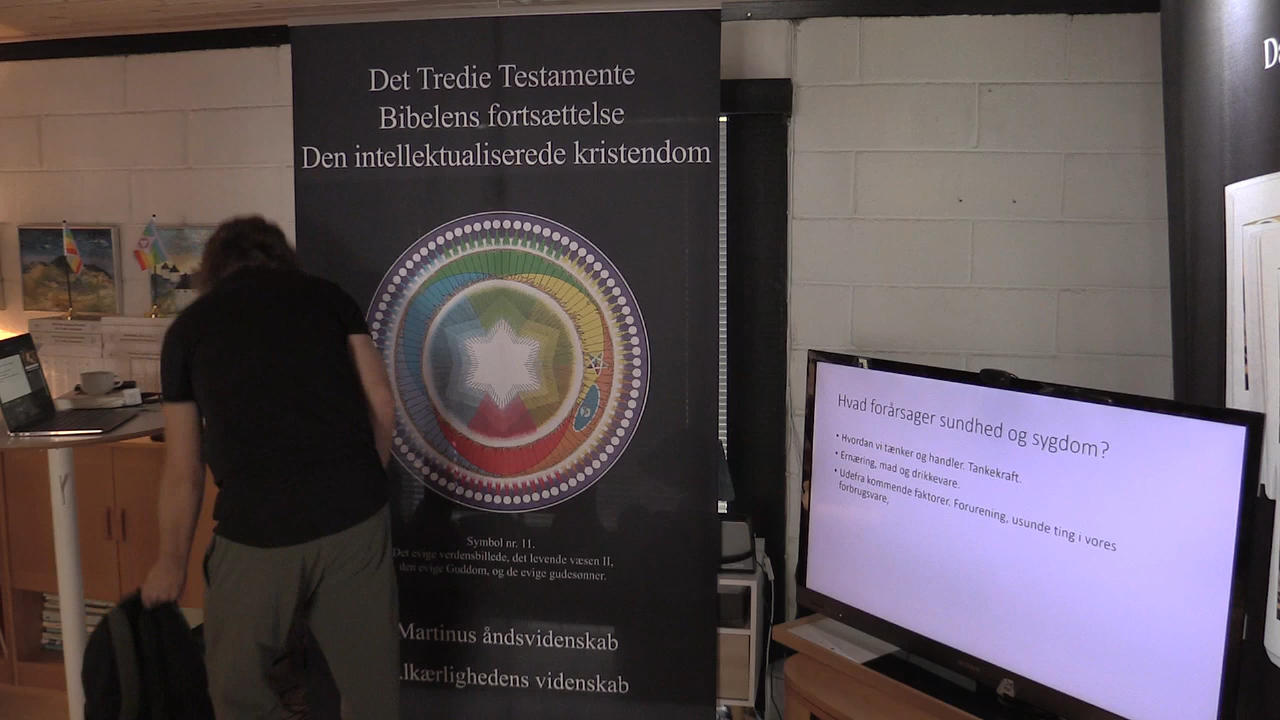 Det Tredie Testamente
Bibelens fortsættelse
Den intellektualiserede kristendom
Symbol nr. 11.
Det evige verdensbillede, det levende væsen II,
den evige Guddom, og de evige gudesønner.
Martinus åndsvidenskab
lkærlighedens videnskab
Hvad forårsager sundhed og sygdom?
• Hvordan vi tænker og handler. Tankekraft.
• Ernæring, mad og drikkevare.
• Udefra kommende faktorer. Forurening, usunde ting i vores
forbrugsvare,